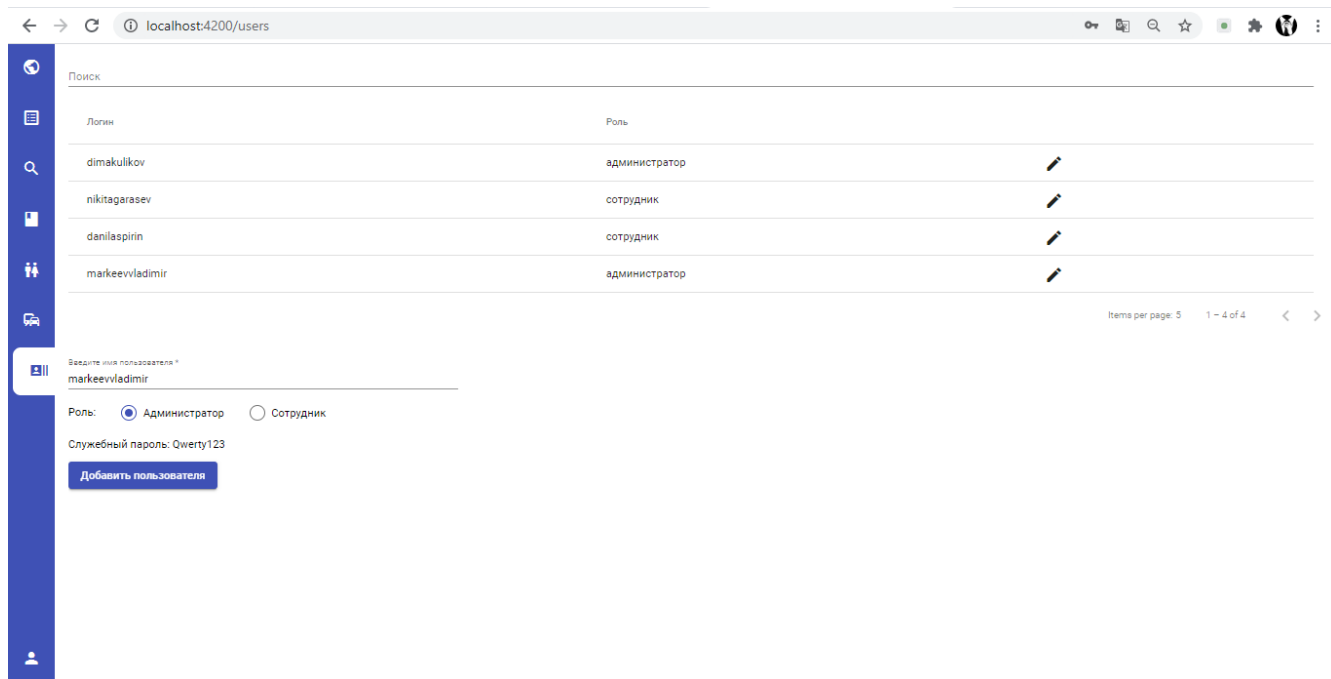 localhost:4200/users
Поиск
Логин Роль
dimakulikov администратор
nikitagarasev сотрудник
danilaspirin сотрудник
markeevvladimir администратор
Items per page: 5 1 – 4 of 4
Введите имя пользователя *
markeevvladimir
Роль: Администратор Сотрудник
Служебный пароль: Qwerty123
Добавить пользователя